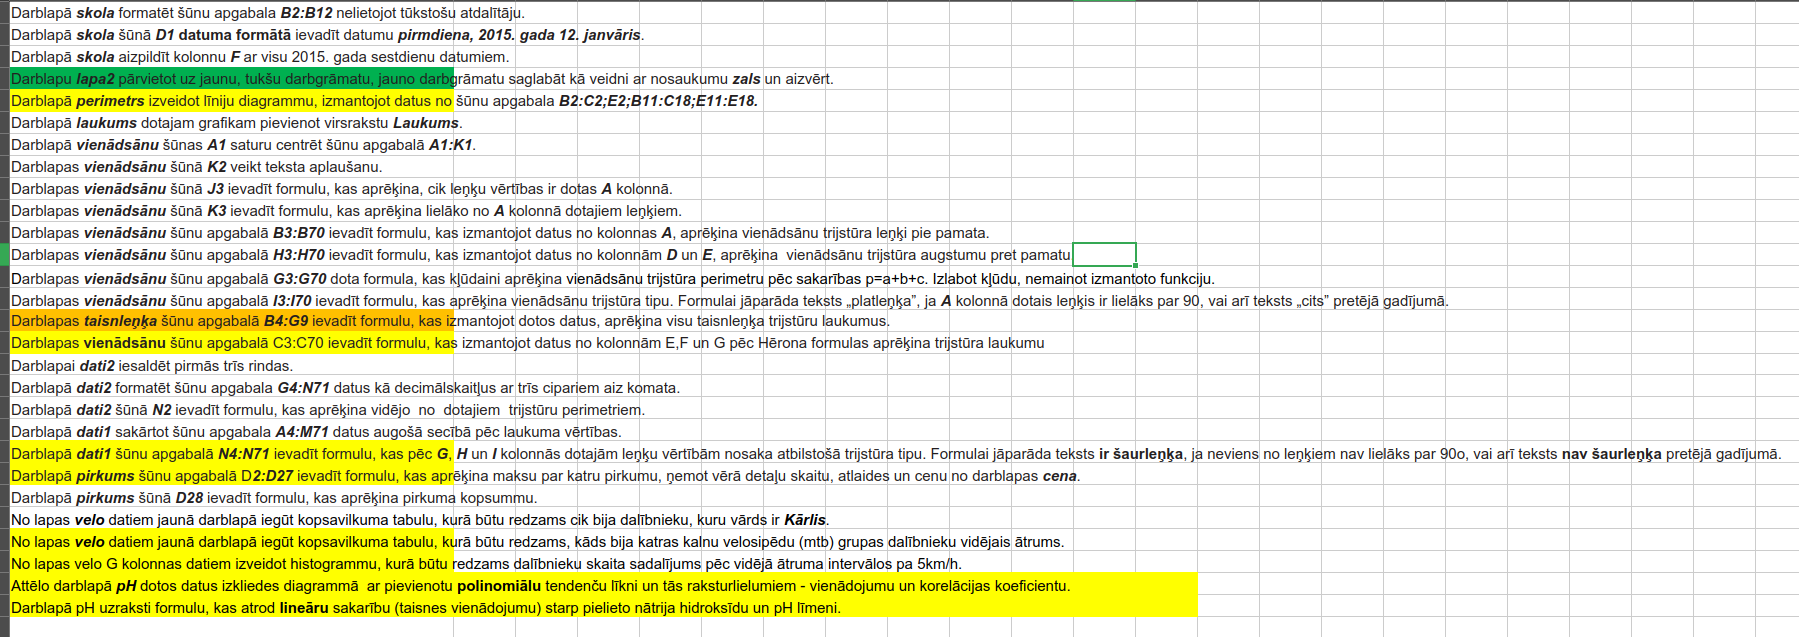 Darblapā skola formatēt šūnu apgabala B2:B12 nelietojot tūkstošu atdalītāju.
Darblapā skola šūnā D1 datuma formātā ievadīt datumu pirmdiena, 2015. gada 12. janvāris.
Darblapā skola aizpildīt kolonnu F ar visu 2015. gada sestdienu datumiem.
Darblapu lapa2 pārvietot uz jaunu, tukšu darbgrāmatu, jauno darbgrāmatu saglabāt kā veidni ar nosaukumu zals un aizvērt.
Darblapā perimetrs izveidot līniju diagrammu, izmantojot datus no šūnu apgabala B2:C2;E2;B11:C18;E11:E18.
Darblapā laukums dotajam grafikam pievienot virsrakstu Laukums.
Darblapā vienādsānu šūnas A1 saturu centrēt šūnu apgabalā A1:K1.
Darblapas vienādsānu šūnā K2 veikt teksta aplaušanu.
Darblapas vienādsānu šūnā J3 ievadīt formulu, kas aprēķina, cik leņķu vērtības ir dotas A kolonnā.
Darblapas vienādsānu šūnā K3 ievadīt formulu, kas aprēķina lielāko no A kolonnā dotajiem leņķiem.
Darblapas vienādsānu šūnu apgabalā B3:B70 ievadīt formulu, kas izmantojot datus no kolonnas A, aprēķina vienādsānu trijstūra leņķi pie pamata.
Darblapas vienādsānu šūnu apgabalā H3:H70 ievadīt formulu, kas izmantojot datus no kolonnām D un E, aprēķina vienādsānu trijstūra augstumu pret pamatu
Darblapas vienādsānu šūnu apgabalā G3:G70 dota formula, kas kļūdaini aprēķina vienādsānu trijstūra perimetru pēc sakarības p=a+b+c. Izlabot kļūdu, nemainot izmantoto funkciju.
Darblapas vienādsānu šūnu apgabalā I3:I70 ievadīt formulu, kas aprēķina vienādsānu trijstūra tipu. Formulai jāparāda teksts „platleņķa”, ja A kolonnā dotais leņķis ir lielāks par 90, vai arī teksts „cits” pretējā gadījumā.
Darblapas taisnleņķa šūnu apgabalā B4:G9 ievadīt formulu, kas izmantojot dotos datus, aprēķina visu taisnleņķa trijstūru laukumus.
Darblapas vienādsānu šūnu apgabalā C3:C70 ievadīt formulu, kas izmantojot datus no kolonnām E,F un G pēc Hērona formulas aprēķina trijstūra laukumu
Darblapai dati2 iesaldēt pirmās trīs rindas.
Darblapā dati2 formatēt šūnu apgabala G4:N71 datus kā decimālskaitļus ar trīs cipariem aiz komata.
Darblapā dati2 šūnā N2 ievadīt formulu, kas aprēķina vidējo no dotajiem trijstūru perimetriem.
Darblapā dati1 sakārtot šūnu apgabala A4:M71 datus augošā secībā pēc laukuma vērtības.
Darblapā dati1 šūnu apgabalā N4:N71 ievadīt formulu, kas pēc G, H un I kolonnās dotajām leņķu vērtībām nosaka atbilstošā trijstūra tipu. Formulai jāparāda teksts ir šaurleņķa, ja neviens no leņķiem nav lielāks par 90o, vai arī teksts nav šaurleņķa pretējā gadījumā.
Darblapā pirkums šūnu apgabalā D2:D27 ievadīt formulu, kas aprēķina maksu par katru pirkumu, ņemot vērā detaļu skaitu, atlaides un cenu no darblapas cena.
Darblapā pirkums šūnā D28 ievadīt formulu, kas aprēķina pirkuma kopsummu.
No lapas velo datiem jaunā darblapā iegūt kopsavilkuma tabulu, kurā būtu redzams cik bija dalībnieku, kuru vārds ir Kārlis.
No lapas velo datiem jaunā darblapā iegūt kopsavilkuma tabulu, kurā būtu redzams, kāds bija katras kalnu velosipēdu (mtb) grupas dalībnieku vidējais ātrums.
No lapas velo G kolonnas datiem izveidot histogrammu, kurā būtu redzams dalībnieku skaita sadalījums pēc vidējā ātruma intervālos pa 5km/h.
Attēlo darblapā pH dotos datus izkliedes diagrammā ar pievienotu polinomiālu tendenču līkni un tās raksturlielumiem - vienādojumu un korelācijas koeficientu.
Darblapā pH uzraksti formulu, kas atrod lineāru sakarību (taisnes vienādojumu) starp pielieto nātrija hidroksīdu un pH līmeni.